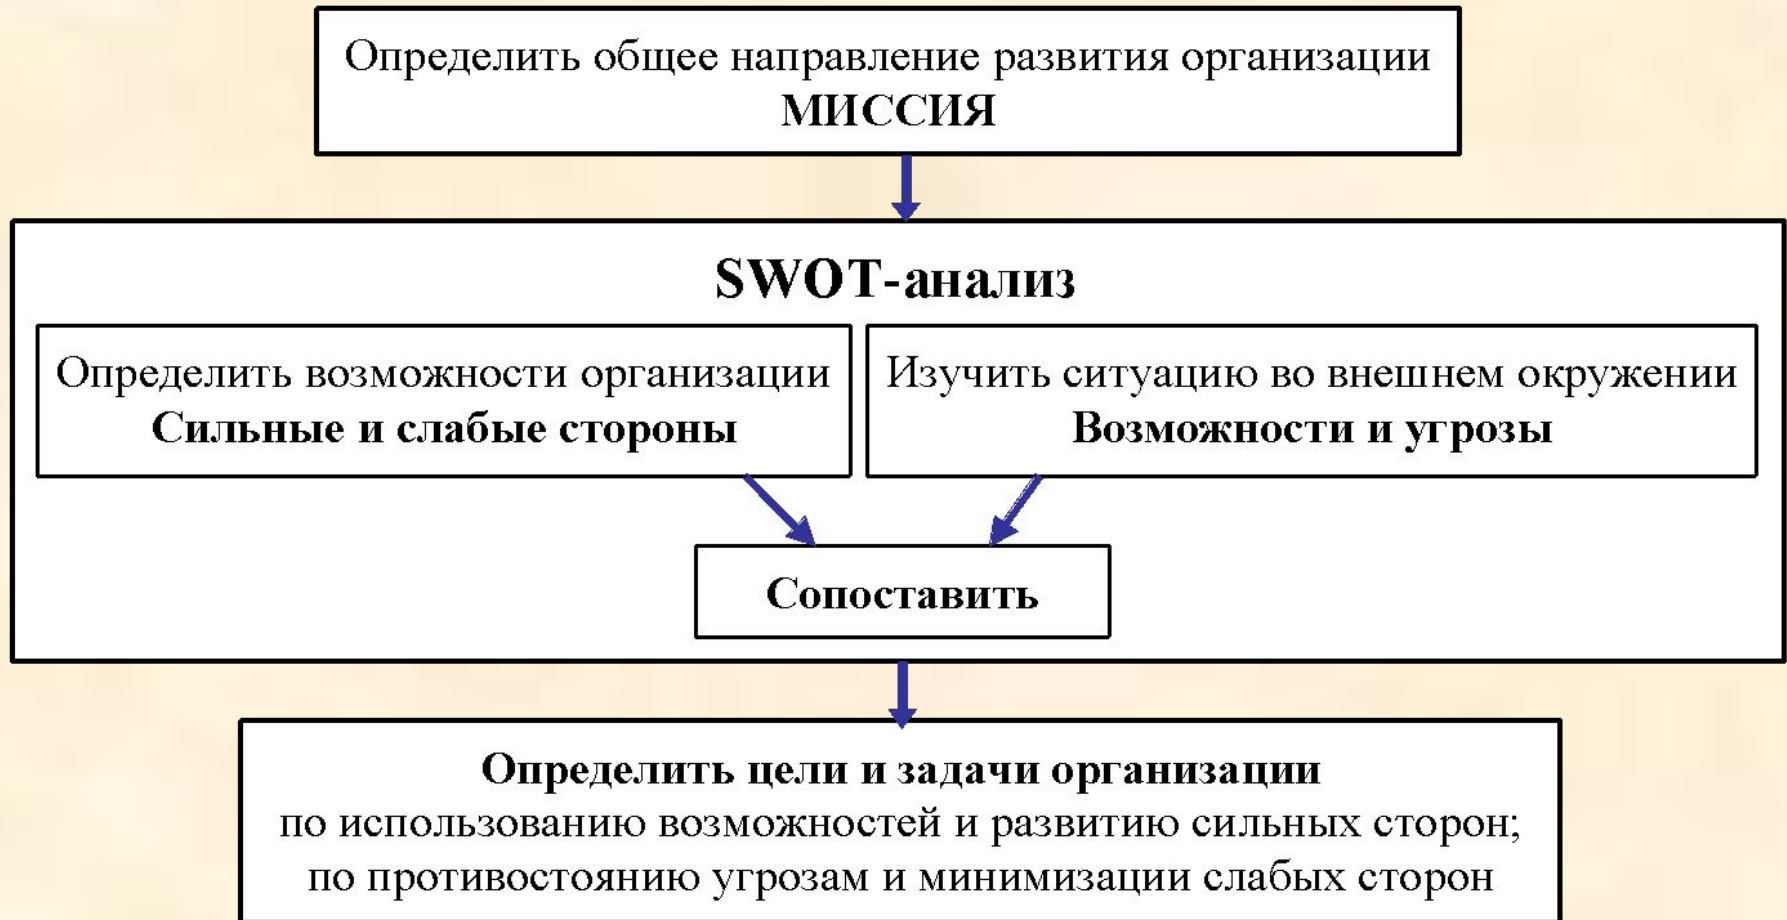 Определить общее направление развития организации
МИССИЯ
SWOT-анализ
Определить возможности организации
Сильные и слабые стороны
Изучить ситуацию во внешнем окружении
Возможности и угрозы
Сопоставить
Определить цели и задачи организации
по использованию возможностей и развитию сильных сторон;
по противостоянию угрозам и минимизации слабых сторон